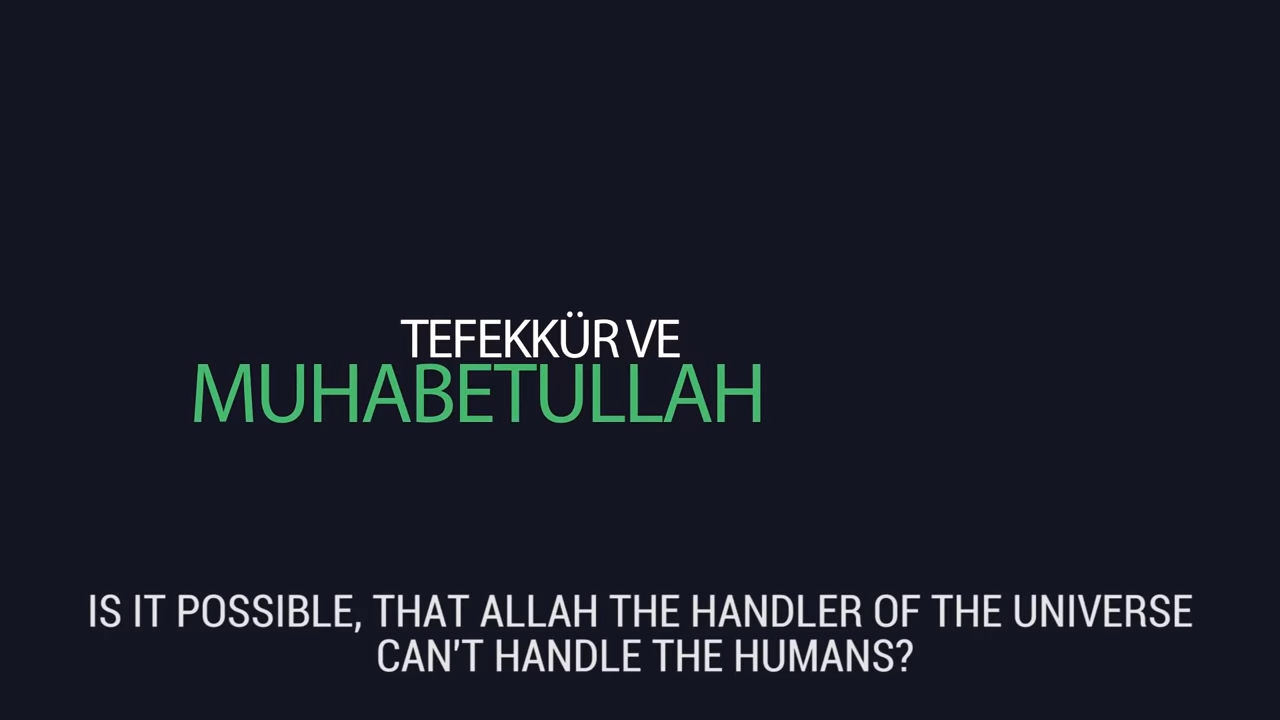 TEFEKKÜR VE
MUHABETULLAH
IS IT POSSIBLE, THAT ALLAH THE HANDLER OF THE UNIVERSE
CAN'T HANDLE THE HUMANS?